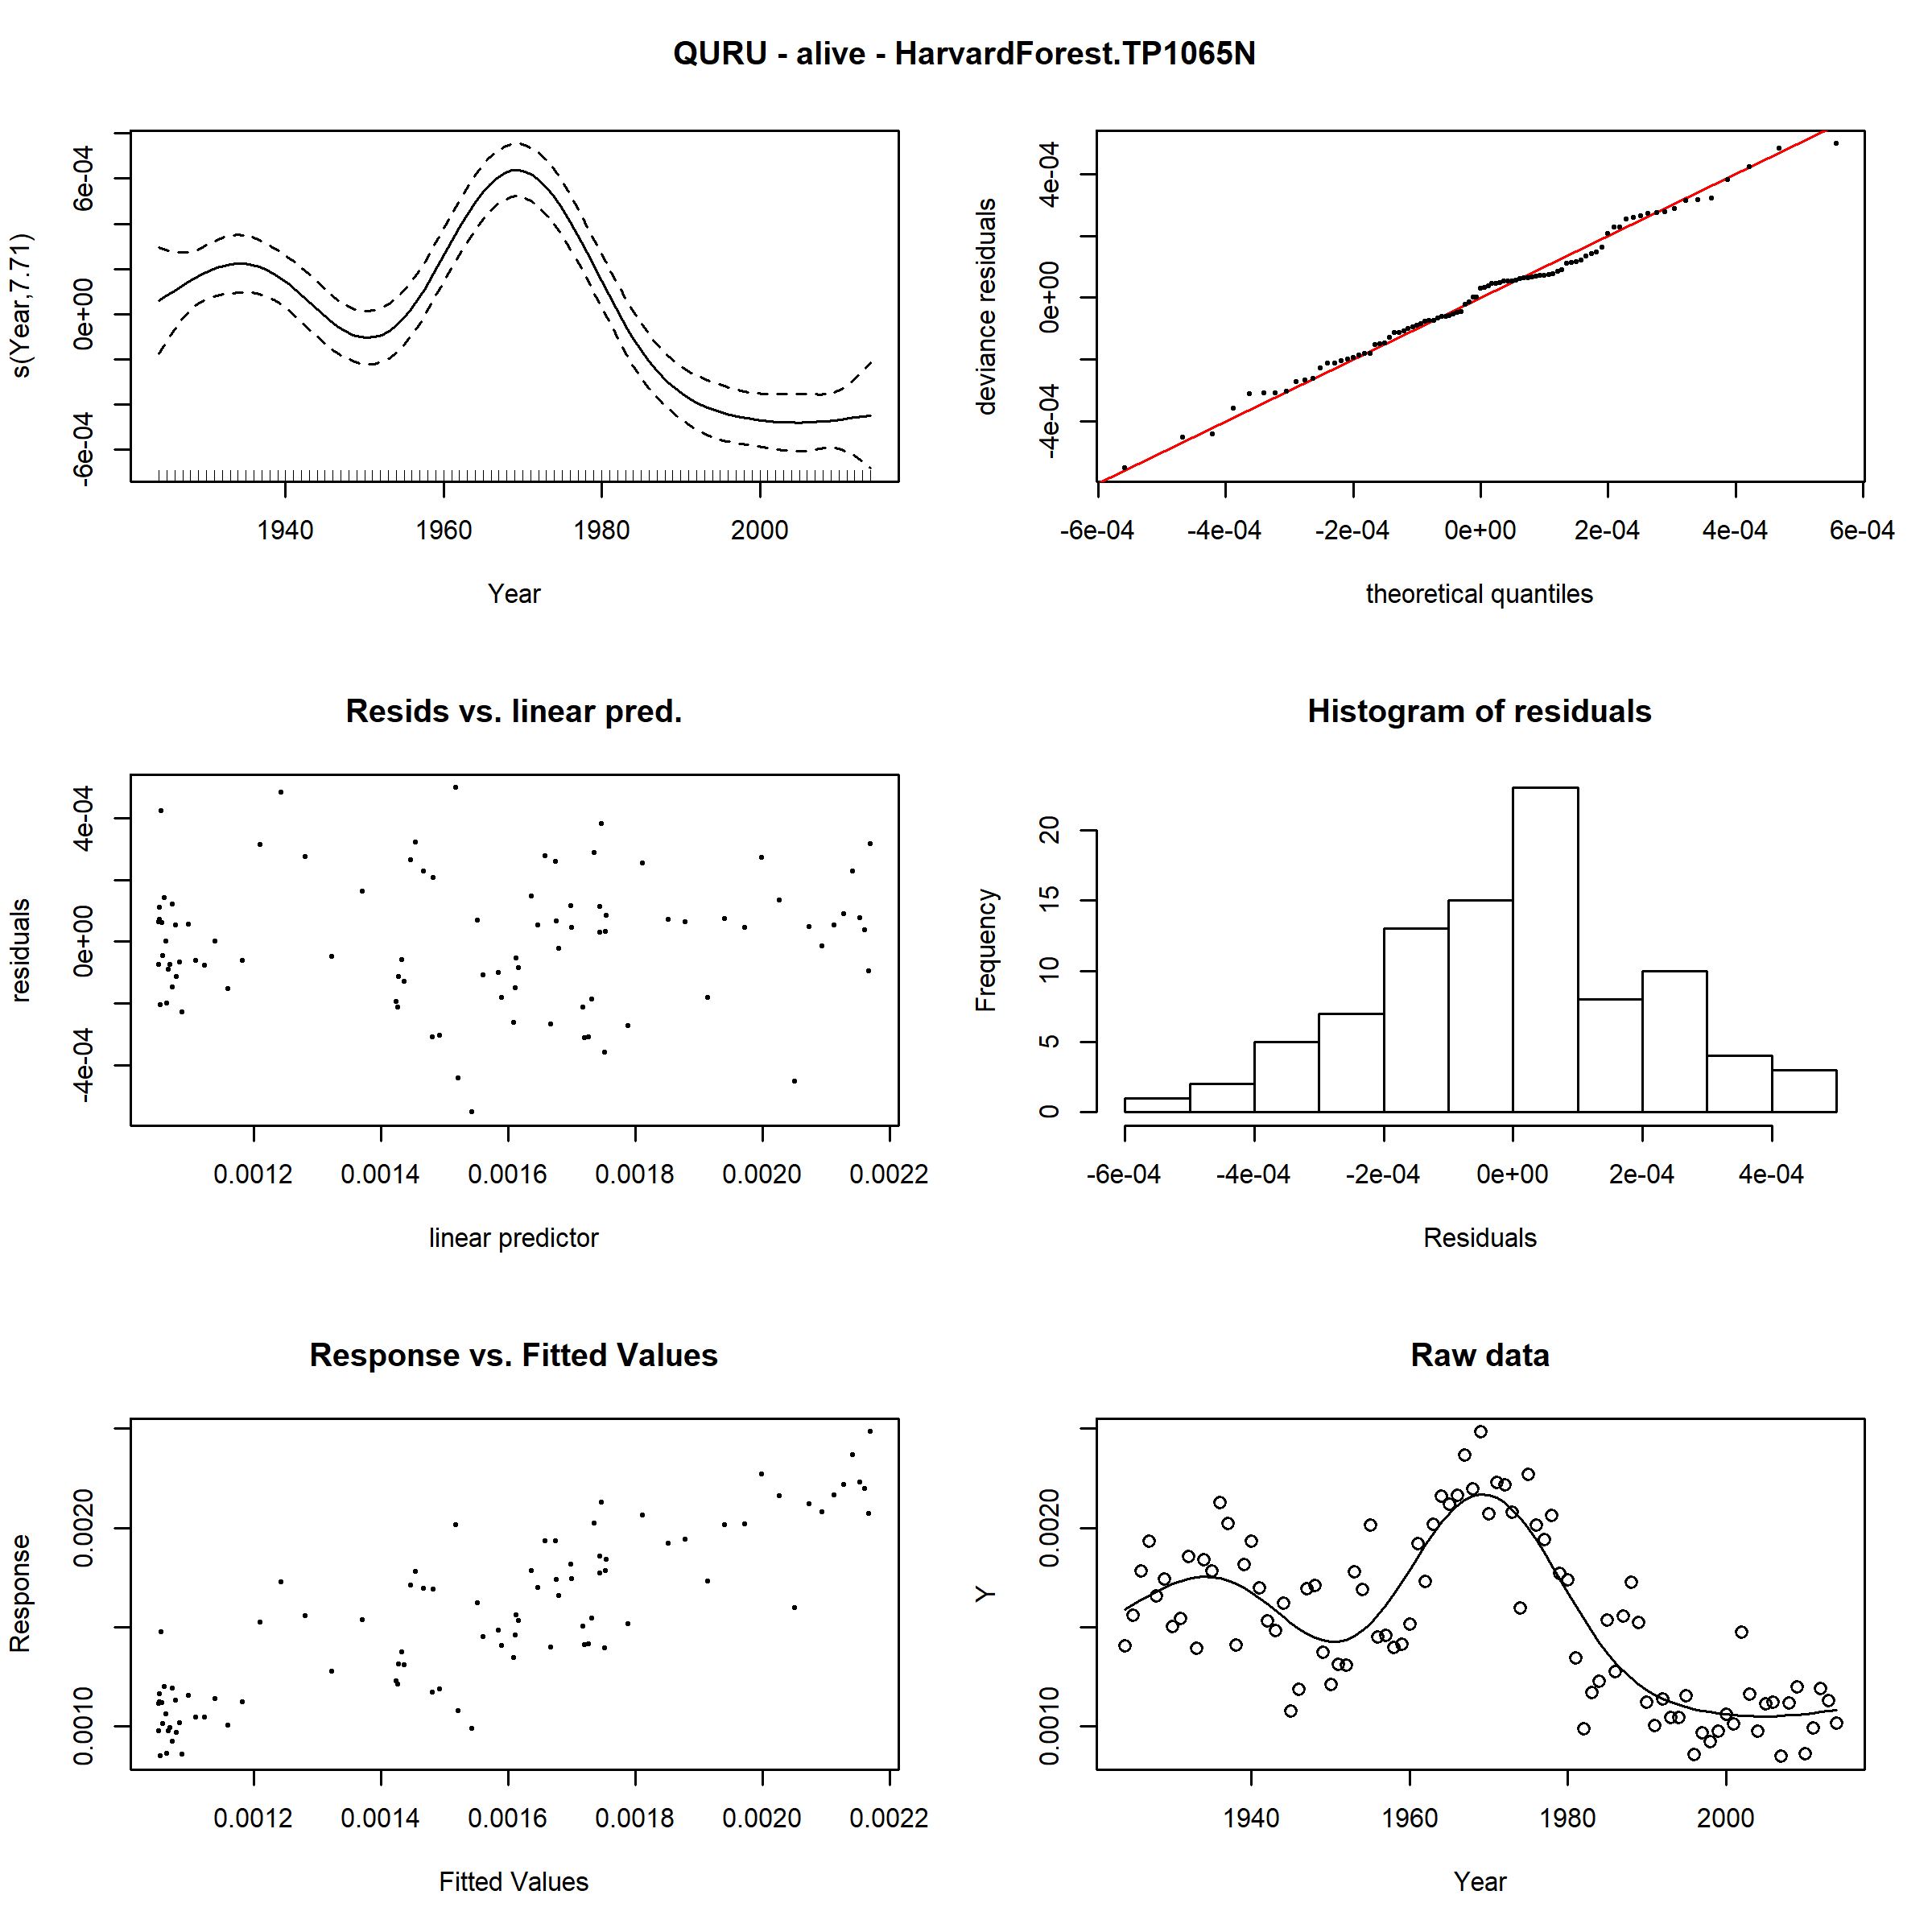 QURU - alive - HarvardForest.TP1065N
s(Year,7.71)
-6e-04 0e+00 6e-04
1940 1960 1980 2000
Year
deviance residuals
-4e-04 0e+00 4e-04
-6e-04 -4e-04 -2e-04 0e+00 2e-04 4e-04 6e-04
theoretical quantiles
Resids vs. linear pred.
residuals
-4e-04 0e+00 4e-04
0.0012 0.0014 0.0016 0.0018 0.0020 0.0022
linear predictor
Histogram of residuals
Frequency
0 5 10 15 20
-6e-04 -4e-04 -2e-04 0e+00 2e-04 4e-04
Residuals
Response vs. Fitted Values
Response
0.0010 0.0020
0.0012 0.0014 0.0016 0.0018 0.0020 0.0022
Fitted Values
Raw data
Y
0.0010 0.0020
1940 1960 1980 2000
Year